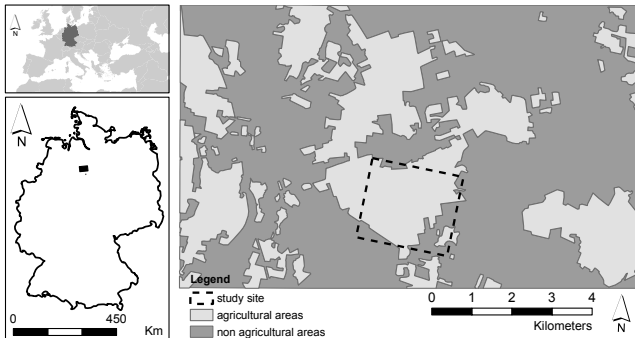 N
N
0 450
Km
Legend
study site
agricultural areas
non agricultural areas
0 1 2 3 4
Kilometers
N